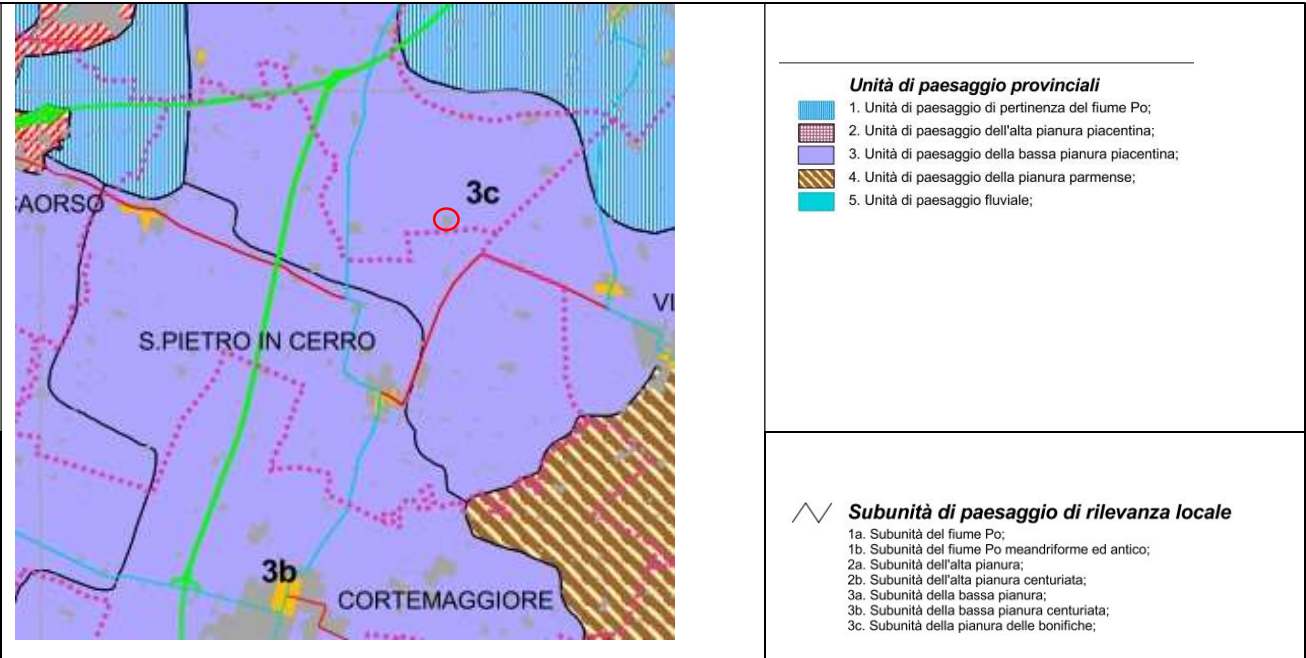 3c
CAORSO
VI
S.PIETRO IN CERRO
3b
CORTEMAGGIORE
Unità di paesaggio provinciali
1. Unità di paesaggio di pertinenza del fiume Po;
2. Unità di paesaggio dell'alta pianura piacentina;
3. Unità di paesaggio della bassa pianura piacentina;
4. Unità di paesaggio della pianura parmense;
5. Unità di paesaggio fluviale;
Subunità di paesaggio di rilevanza locale
1a. Subunità del fiume Po;
1b. Subunità del fiume Po meandriforme ed antico;
2a. Subunità dell'alta pianura;
2b. Subunità dell'alta pianura centuriata;
3a. Subunità della bassa pianura;
3b. Subunità della bassa pianura centuriata;
3c. Subunità della pianura delle bonifiche;